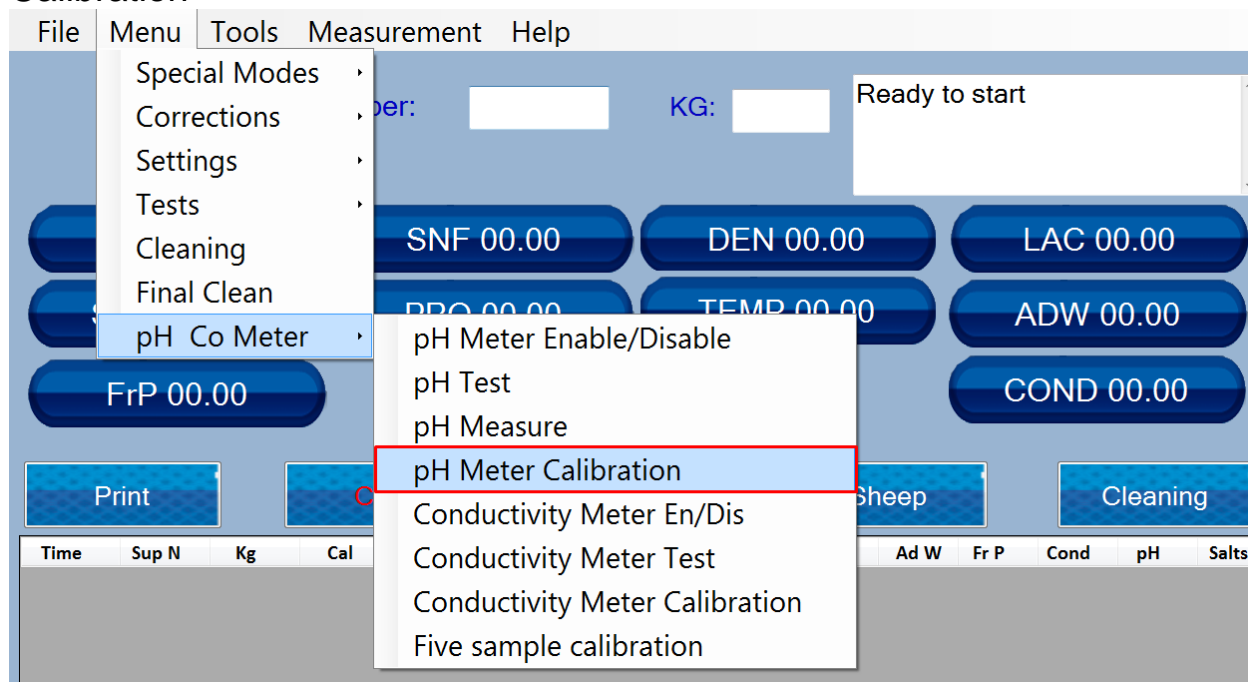 File Menu Tools Measurement Help
Special Modes
Corrections
Settings
Tests
Cleaning
Final Clean
pH Co Meter
KG:
Ready to start
SNF 00.00 DEN 00.00 LAC 00.00
ADW 00.00
FrP 00.00 COND 00.00
pH Meter Enable/Disable
pH Test
pH Measure
pH Meter Calibration
Conductivity Meter En/Dis
Conductivity Meter Test
Conductivity Meter Calibration
Five sample calibration
Print Sheep Cleaning
Time Sup N Kg Cal Ad W Fr P Cond pH Salts